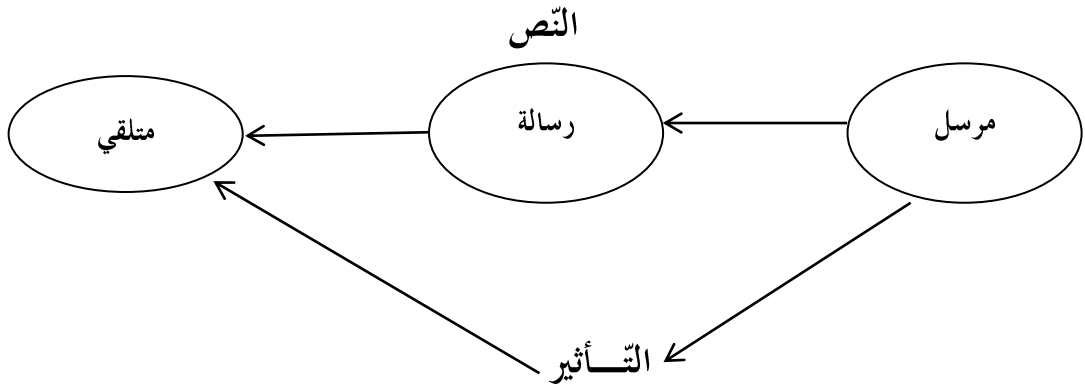 النّص
مرسل
رسالة
متلقي
التّـــأثير